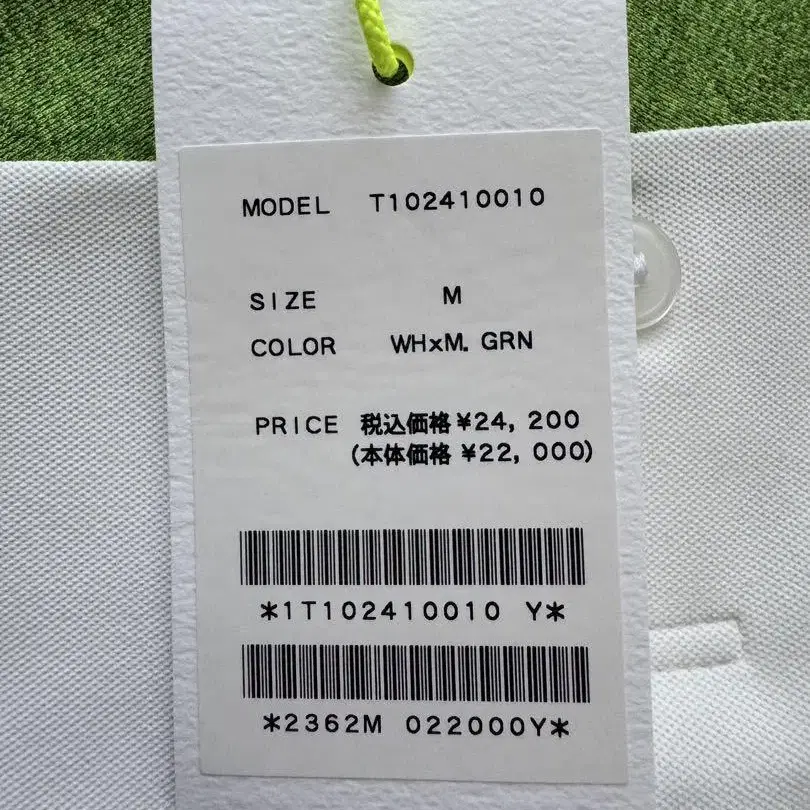 MODEL T102410010
SIZE M
COLOR WHxM. GRN
PRICE 税込価格 ¥24, 200
(本体価格 ¥22, 000)
*1T102410010 Y*
*2362M 022000Y*